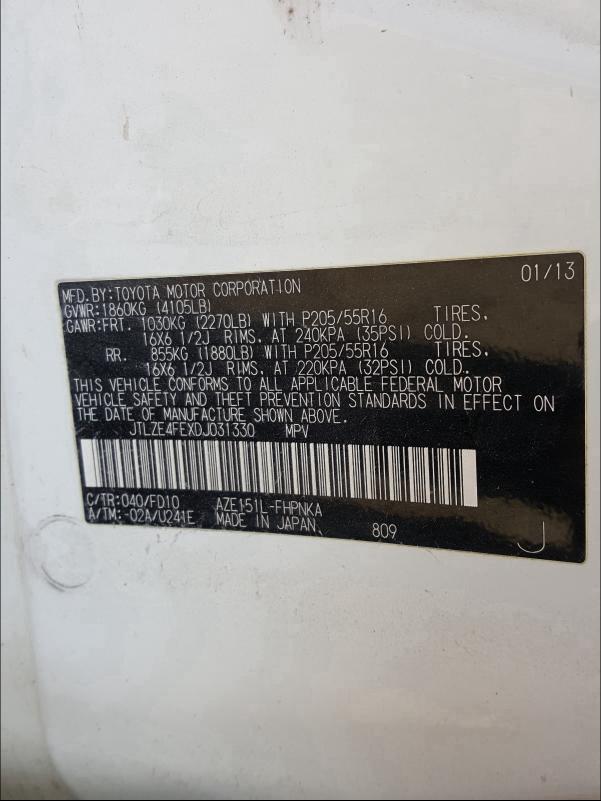 01/13
MFD. BY: TOYOTA MOTOR CORPORATION
GVWR: 1860KG (4105LB)
GAWR: FRT. 1030KG (2270LB) WITH P205/55R16 TIRES,
16X6 1/2J RIMS, AT 240KPA (35PSI) COLD.
RR. 855KG (1880LB) WITH P205/55R16 TIRES,
16X6 1/2J RIMS, AT 220KPA (32PSI) COLD.
THIS VEHICLE CONFORMS TO ALL APPLICABLE FEDERAL MOTOR
VEHICLE SAFETY AND THEFT PREVENTION STANDARDS IN EFFECT ON
THE DATE OF MANUFACTURE SHOWN ABOVE.
JTLZE4FEXDJ031330 MPV
C/TR: 040/FD10 AZE151L-FHPNKA
A/TM: -02A/U241E MADE IN JAPAN 809 J